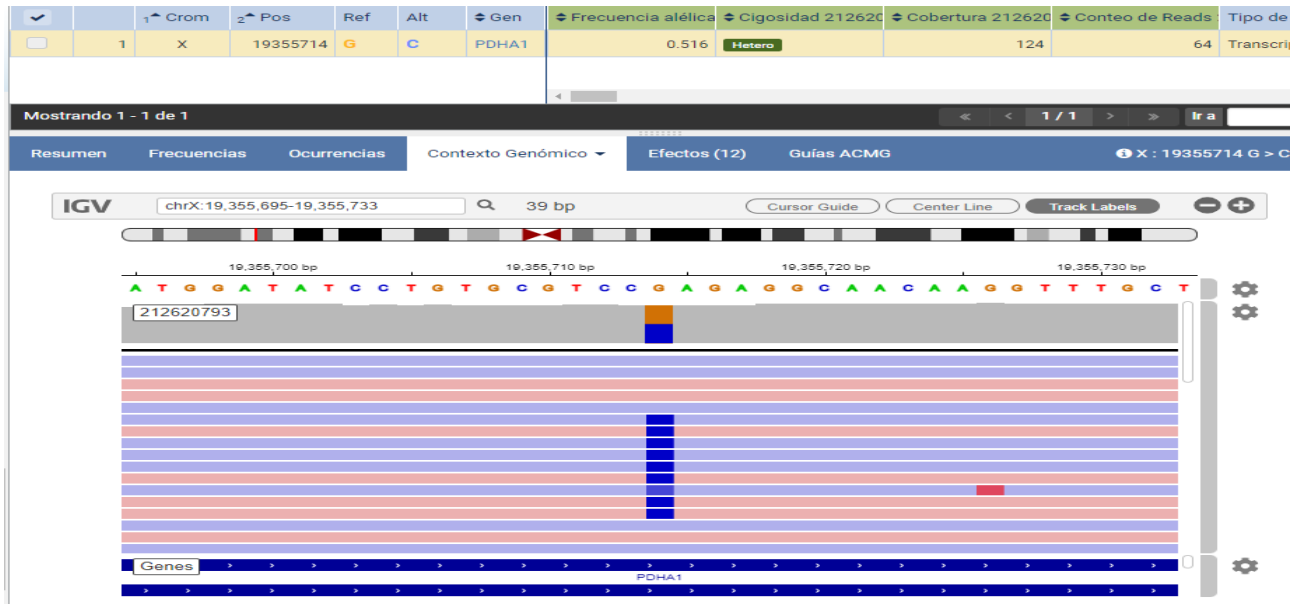 1 Crom 2 Pos Ref Alt Gen Frecuencia alélica Cigosidad 21262C Cobertura 21262C Conteo de Reads Tipo de
1 X 19355714 G C PDHA1 0.516 Hetero 124 64 Transcrip
Mostrando 1 - 1 de 1 « < 1 / 1 > » Ir a
Resumen Frecuencias Ocurrencias Contexto Genómico Efectos (12) Guías ACMG X : 19355714 G > C
IGV chrX:19,355,695-19,355,733 39 bp Cursor Guide Center Line Track Labels
19,355,700 bp 19,355,710 bp 19,355,720 bp 19,355,730 bp
A T G G A T A T C C T G T G C G T C C G A G A G G C A A C A A G G T T T G C T
212620793
Genes
PDHA1